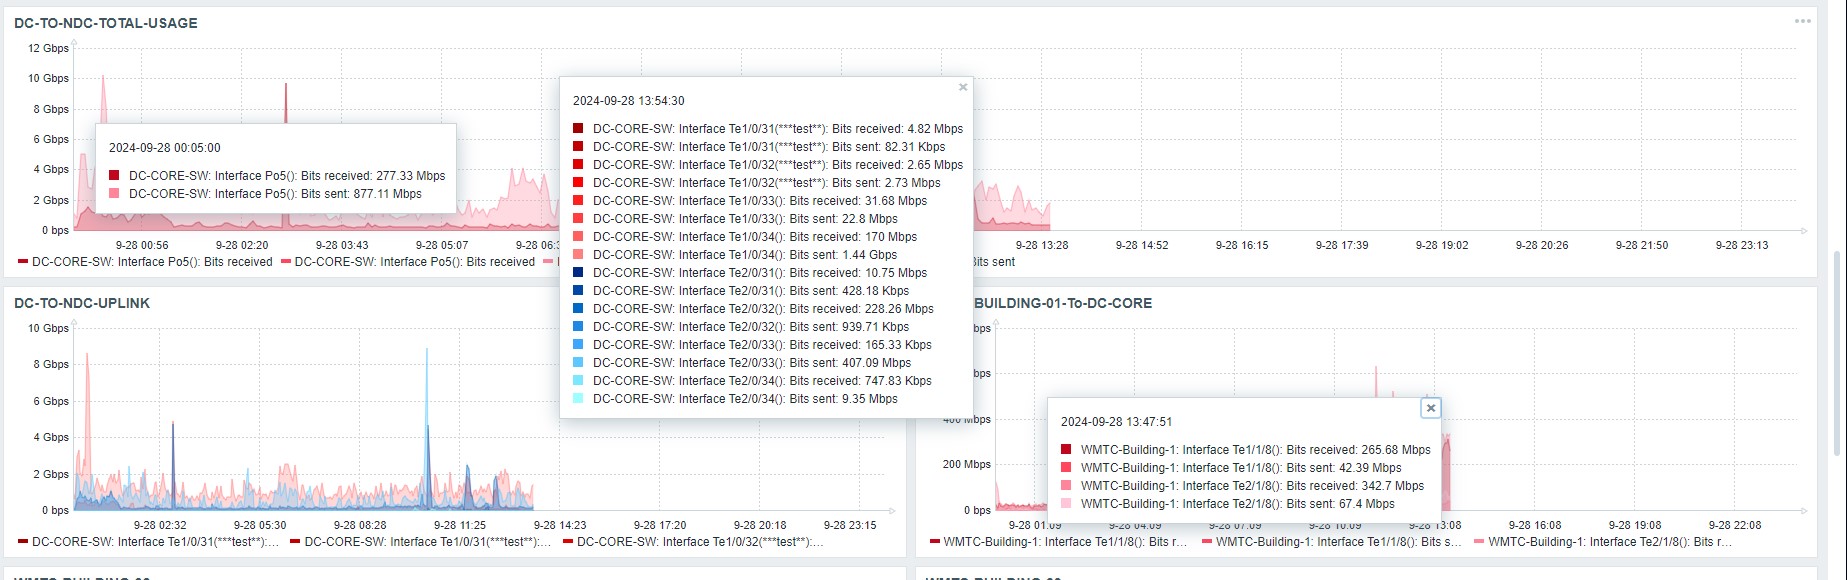 DC-TO-NDC-TOTAL-USAGE
12 Gbps
10 Gbps
8 Gbps
6 Gbps
4 Gbps
2 Gbps
0 bps
9-28 00:56
9-28 02:20
9-28 03:43
9-28 05:07
9-28 06:3
9-28 13:28
9-28 14:52
9-28 16:15
9-28 17:39
9-28 19:02
9-28 20:26
9-28 21:50
9-28 23:13
DC-CORE-SW: Interface Po5(): Bits received
DC-CORE-SW: Interface Po5(): Bits received
Bits sent
2024-09-28 00:05:00
DC-CORE-SW: Interface Po5(): Bits received: 277.33 Mbps
DC-CORE-SW: Interface Po5(): Bits sent: 877.11 Mbps
2024-09-28 13:54:30
DC-CORE-SW: Interface Te1/0/31(***test**): Bits received: 4.82 Mbps
DC-CORE-SW: Interface Te1/0/31(***test**): Bits sent: 82.31 Kbps
DC-CORE-SW: Interface Te1/0/32(***test**): Bits received: 2.65 Mbps
DC-CORE-SW: Interface Te1/0/32(***test**): Bits sent: 2.73 Mbps
DC-CORE-SW: Interface Te1/0/33(): Bits received: 31.68 Mbps
DC-CORE-SW: Interface Te1/0/33(): Bits sent: 22.8 Mbps
DC-CORE-SW: Interface Te1/0/34(): Bits received: 170 Mbps
DC-CORE-SW: Interface Te1/0/34(): Bits sent: 1.44 Gbps
DC-CORE-SW: Interface Te2/0/31(): Bits received: 10.75 Mbps
DC-CORE-SW: Interface Te2/0/31(): Bits sent: 428.18 Kbps
DC-CORE-SW: Interface Te2/0/32(): Bits received: 228.26 Mbps
DC-CORE-SW: Interface Te2/0/32(): Bits sent: 939.71 Kbps
DC-CORE-SW: Interface Te2/0/33(): Bits received: 165.33 Kbps
DC-CORE-SW: Interface Te2/0/33(): Bits sent: 407.09 Mbps
DC-CORE-SW: Interface Te2/0/34(): Bits received: 747.83 Kbps
DC-CORE-SW: Interface Te2/0/34(): Bits sent: 9.35 Mbps
DC-TO-NDC-UPLINK
10 Gbps
8 Gbps
6 Gbps
4 Gbps
2 Gbps
0 bps
9-28 02:32
9-28 05:30
9-28 08:28
9-28 11:25
9-28 14:23
9-28 17:20
9-28 20:18
9-28 23:15
DC-CORE-SW: Interface Te1/0/31(***test**):...
DC-CORE-SW: Interface Te1/0/31(***test**):...
DC-CORE-SW: Interface Te1/0/32(***test**):...
BUILDING-01-To-DC-CORE
bps
bps
400 Mbps
200 Mbps
0 bps
9-28 01:09
9-28 04:09
9-28 07:09
9-28 10:09
9-28 13:08
9-28 16:08
9-28 19:08
9-28 22:08
WMTC-Building-1: Interface Te1/1/8(): Bits r...
WMTC-Building-1: Interface Te1/1/8(): Bits s...
WMTC-Building-1: Interface Te2/1/8(): Bits r...
2024-09-28 13:47:51
WMTC-Building-1: Interface Te1/1/8(): Bits received: 265.68 Mbps
WMTC-Building-1: Interface Te1/1/8(): Bits sent: 42.39 Mbps
WMTC-Building-1: Interface Te2/1/8(): Bits received: 342.7 Mbps
WMTC-Building-1: Interface Te2/1/8(): Bits sent: 67.4 Mbps